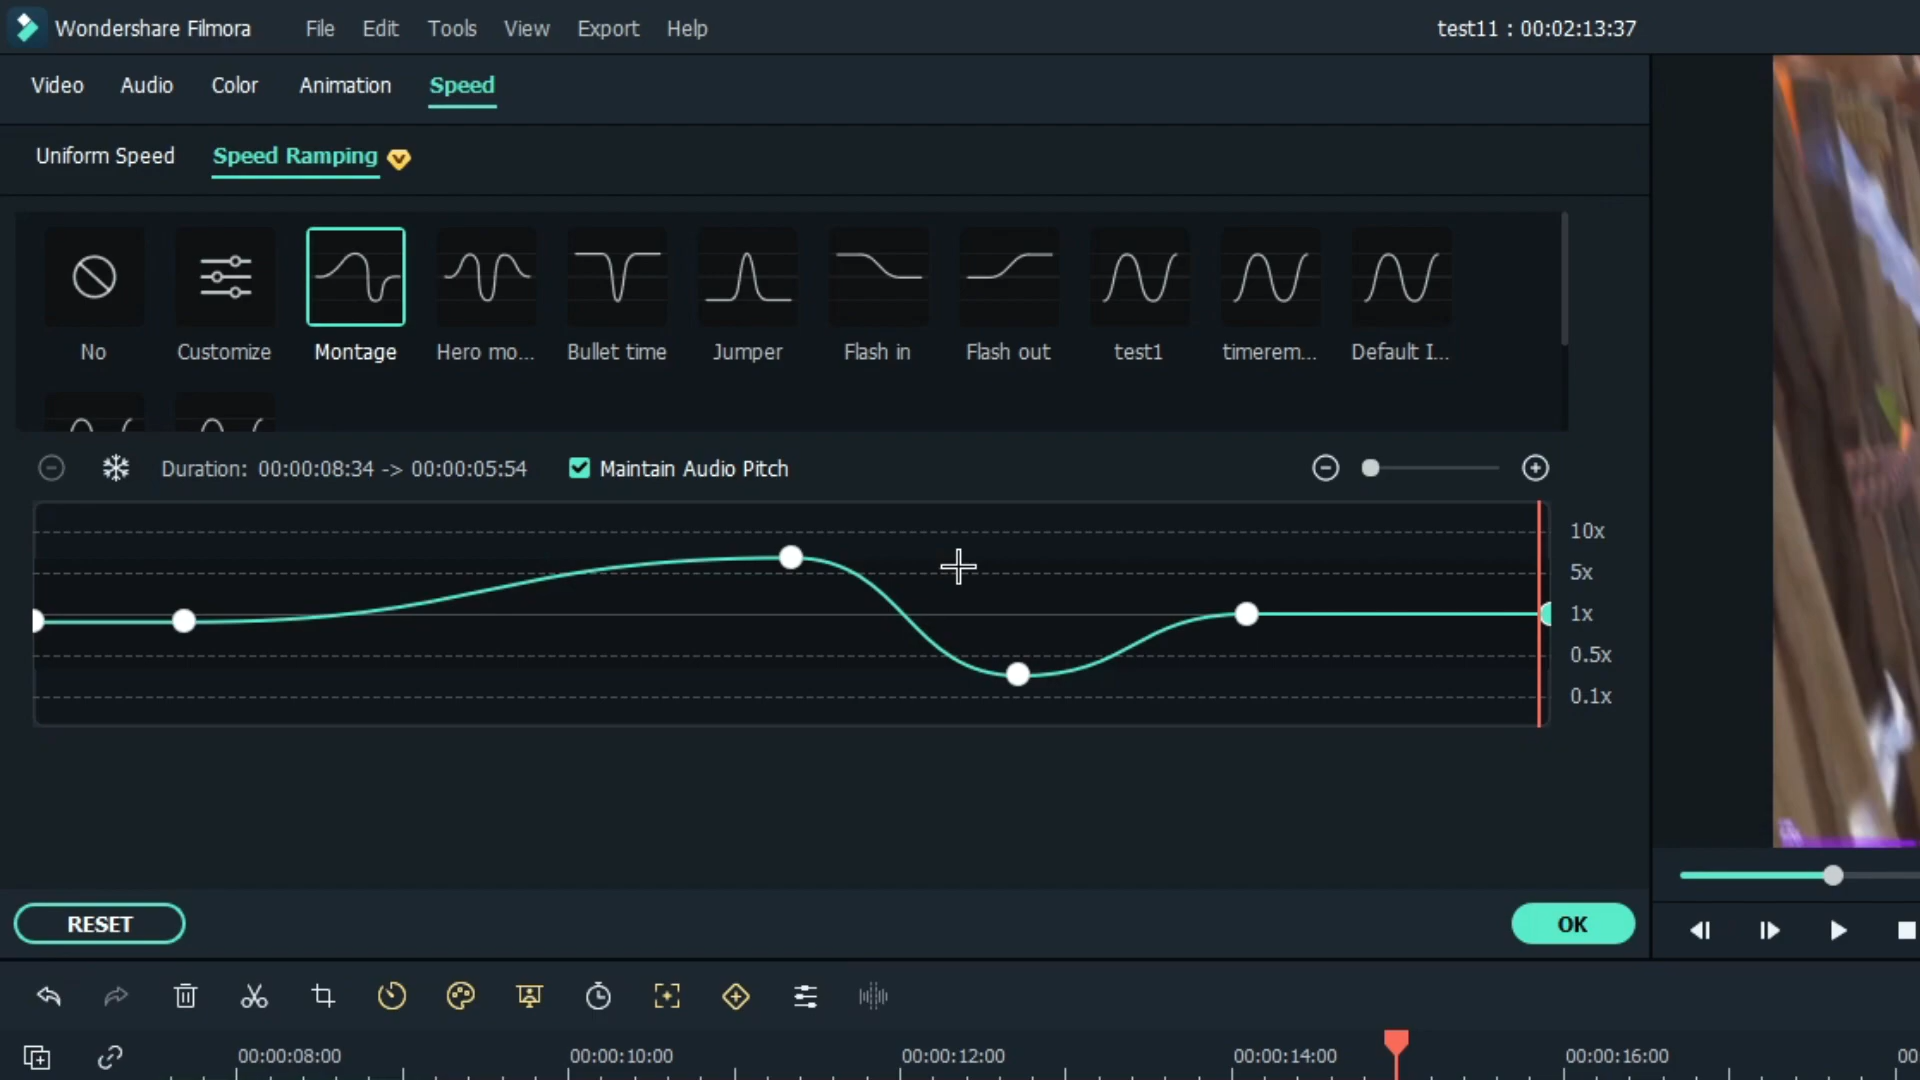 Wondershare Filmora File Edit Tools View Export Help test11 : 00:02:13:37
Video Audio Color Animation Speed
Uniform Speed Speed Ramping
No Customize Montage Hero mo... Bullet time Jumper Flash in Flash out test1 timerem... Default I...
Duration: 00:00:08:34 -> 00:00:05:54 Maintain Audio Pitch
10x
5x
1x
0.5x
0.1x
RESET OK
00:00:08:00 00:00:10:00 00:00:12:00 00:00:14:00 00:00:16:00 00